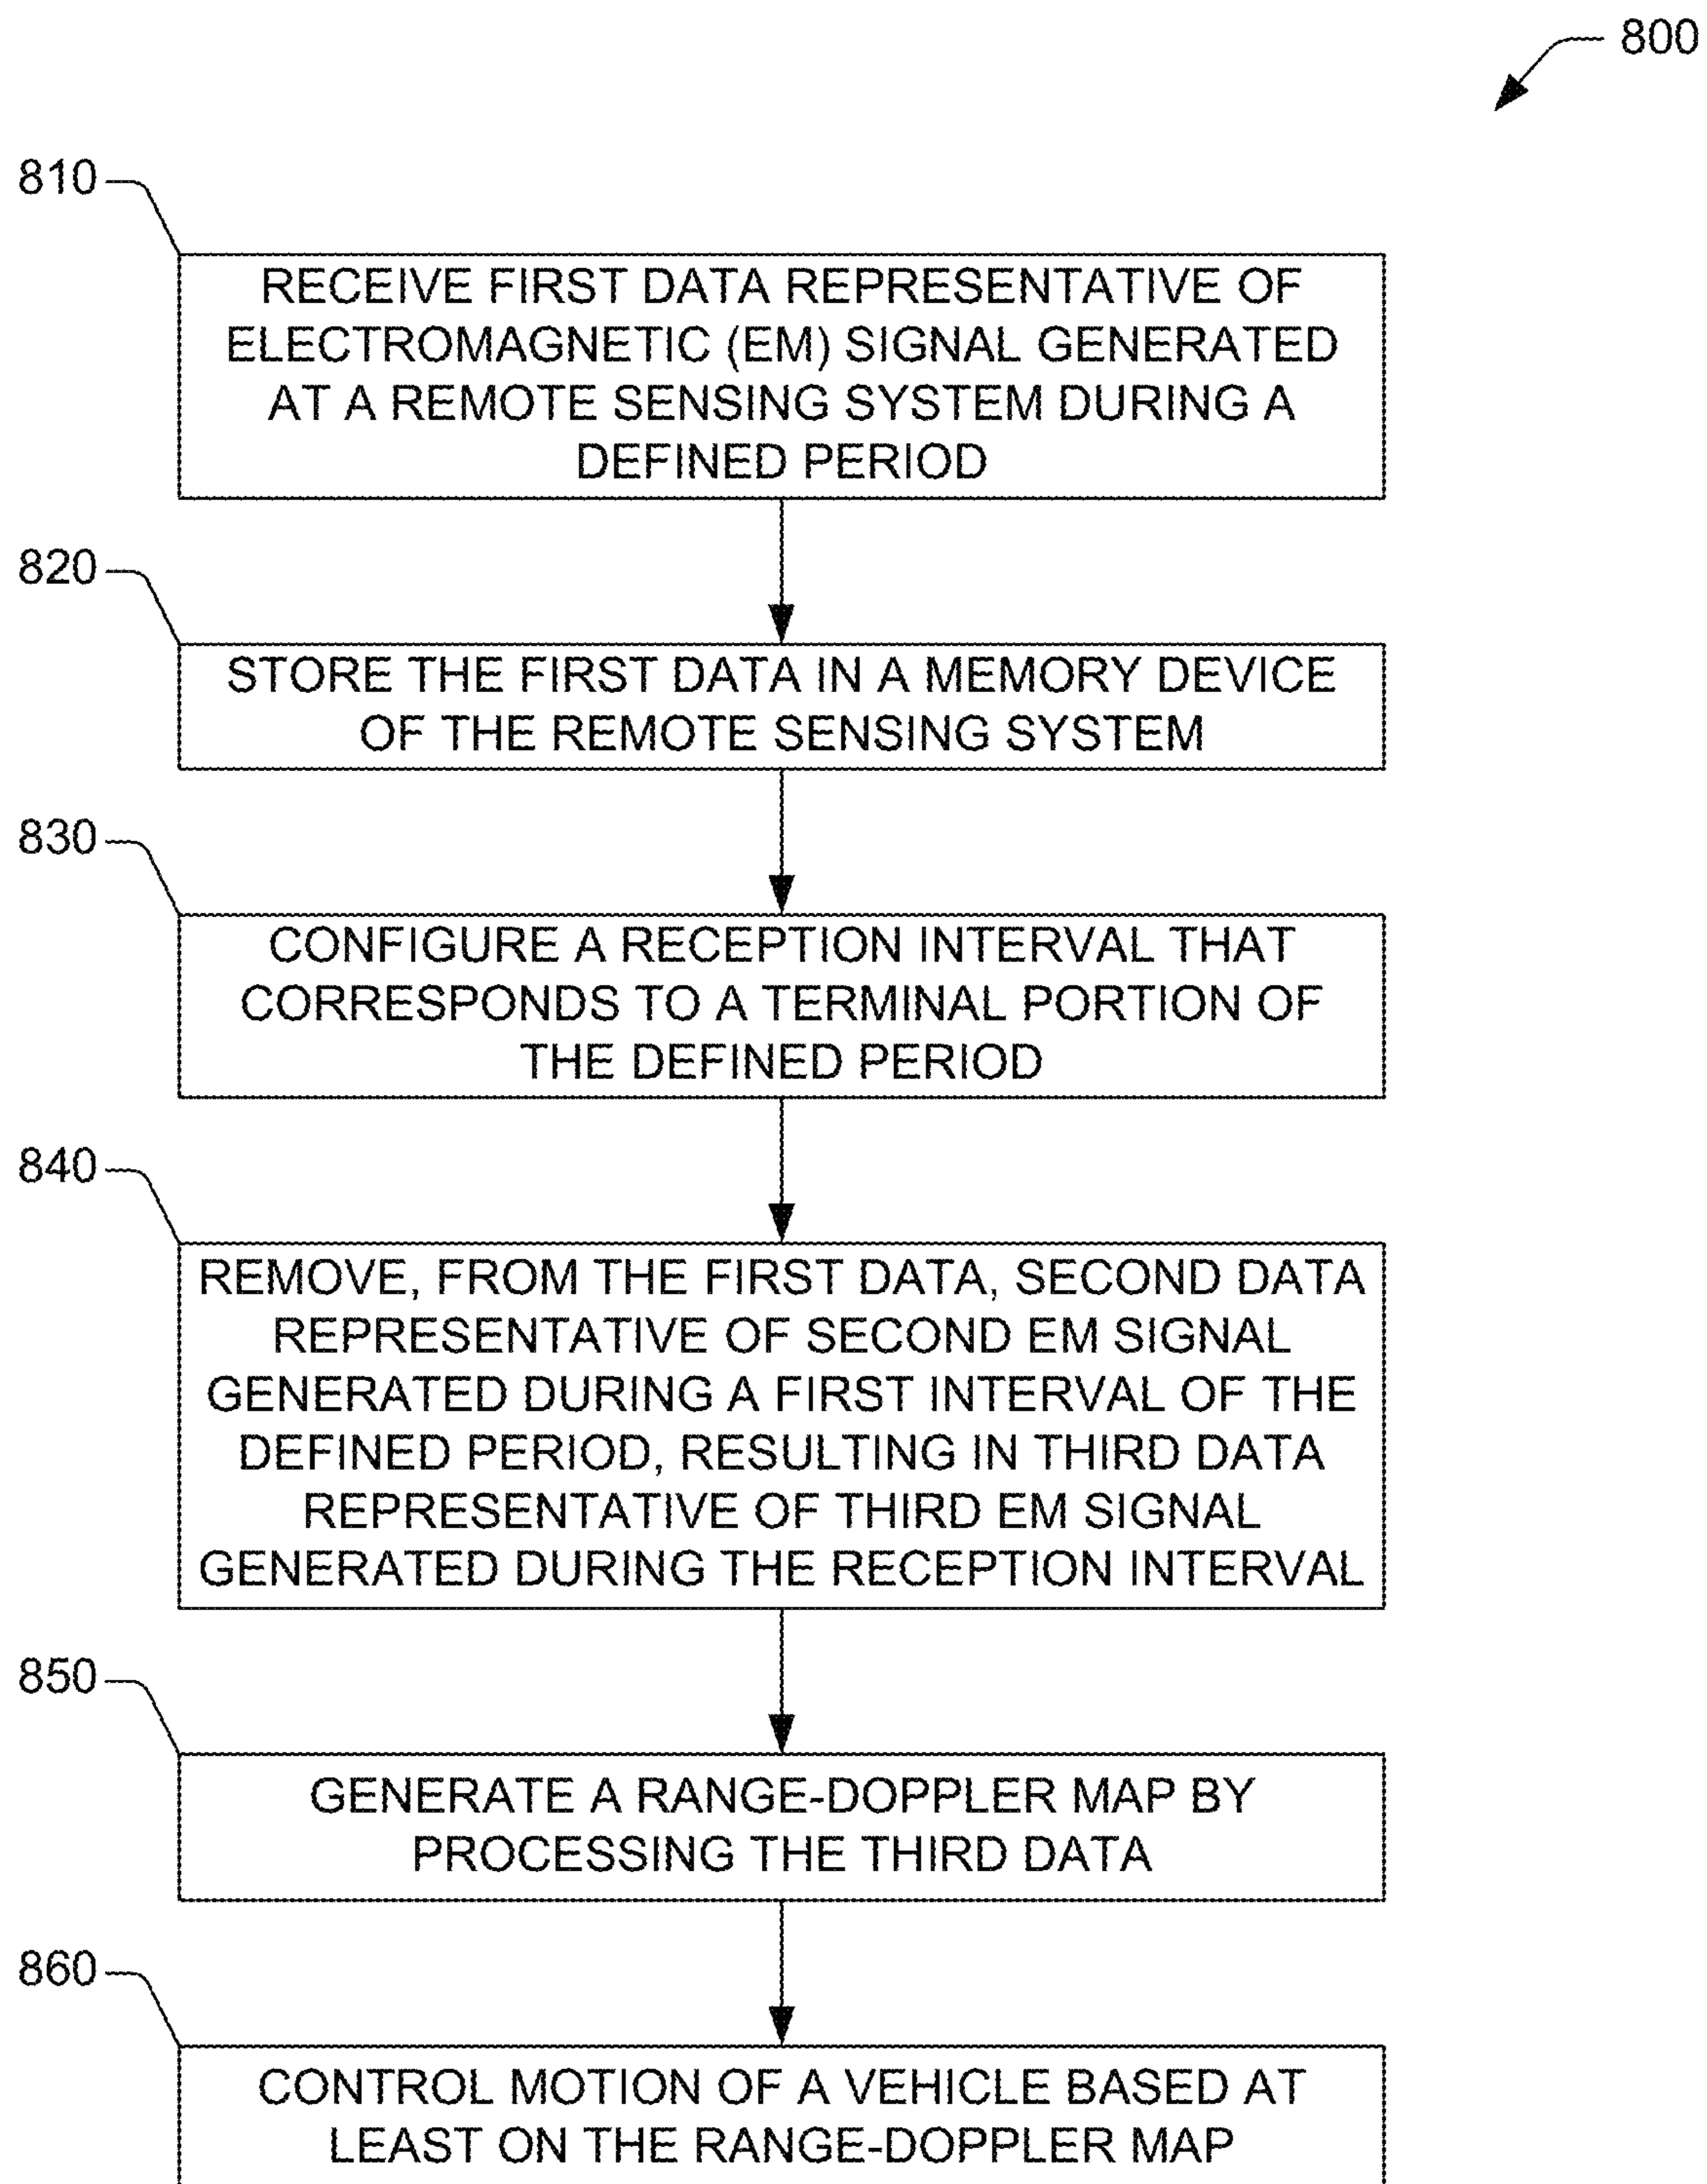 800
810
RECEIVE FIRST DATA REPRESENTATIVE OF
ELECTROMAGNETIC (EM) SIGNAL GENERATED
AT A REMOTE SENSING SYSTEM DURING A
DEFINED PERIOD
820
STORE THE FIRST DATA IN A MEMORY DEVICE
OF THE REMOTE SENSING SYSTEM
830
CONFIGURE A RECEPTION INTERVAL THAT
CORRESPONDS TO A TERMINAL PORTION OF
THE DEFINED PERIOD
840
REMOVE, FROM THE FIRST DATA, SECOND DATA
REPRESENTATIVE OF SECOND EM SIGNAL
GENERATED DURING A FIRST INTERVAL OF THE
DEFINED PERIOD, RESULTING IN THIRD DATA
REPRESENTATIVE OF THIRD EM SIGNAL
GENERATED DURING THE RECEPTION INTERVAL
850
GENERATE A RANGE-DOPPLER MAP BY
PROCESSING THE THIRD DATA
860
CONTROL MOTION OF A VEHICLE BASED AT
LEAST ON THE RANGE-DOPPLER MAP